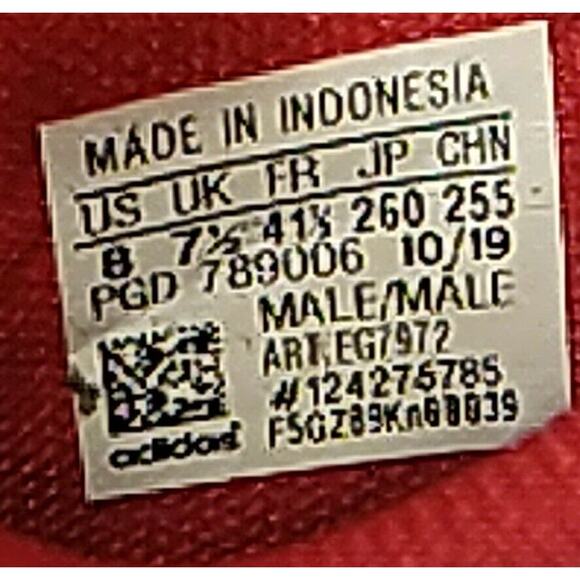 MADE IN INDONESIA
US UK FR JP CHN
8 7½ 41⅓ 260 255
PGD 789006 10/19
MALE/MALE
ART. EG7972
#124275785
adidas